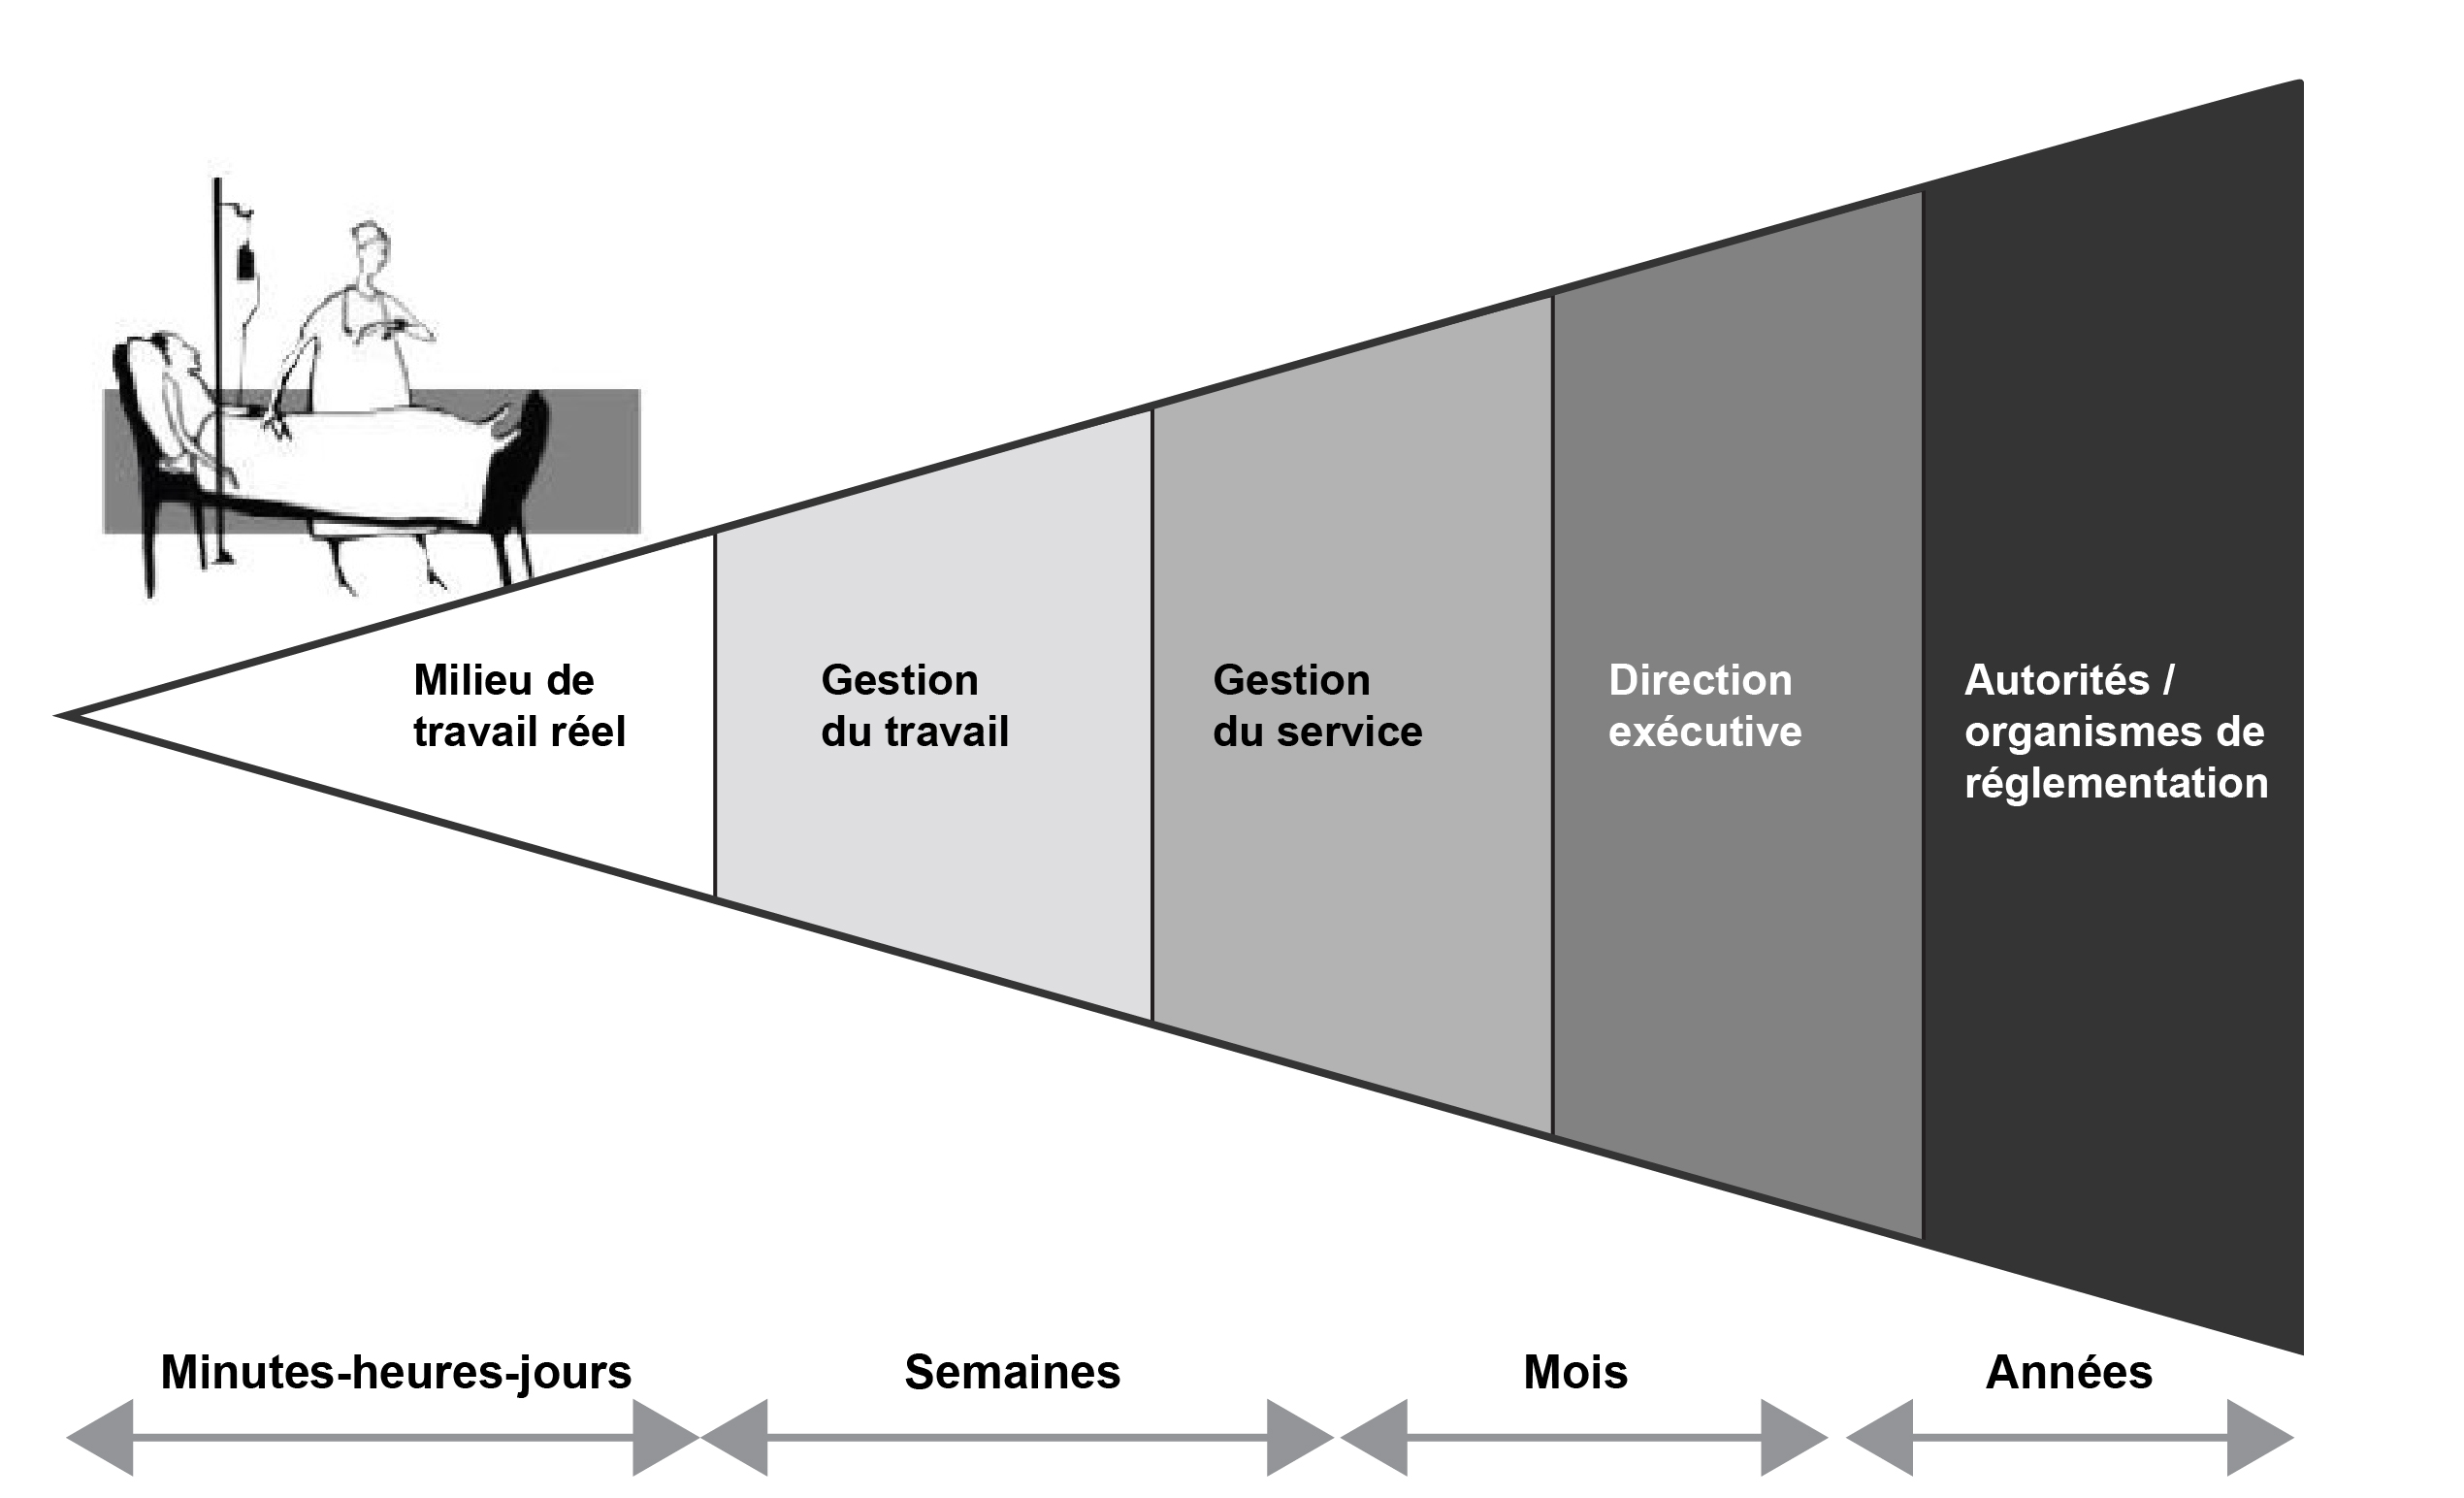 Milieu de
travail réel
Gestion
du travail
Gestion
du service
Direction
exécutive
Autorités /
organismes de
réglementation
Minutes-heures-jours
Semaines
Mois
Années